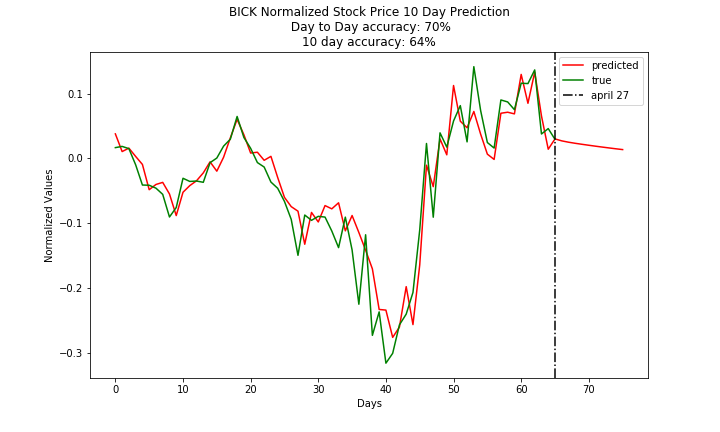 BICK Normalized Stock Price 10 Day Prediction
Day to Day accuracy: 70%
10 day accuracy: 64%
predicted
true
april 27
Normalized Values
0.1
0.0
−0.1
−0.2
−0.3
0 10 20 30 40 50 60 70
Days